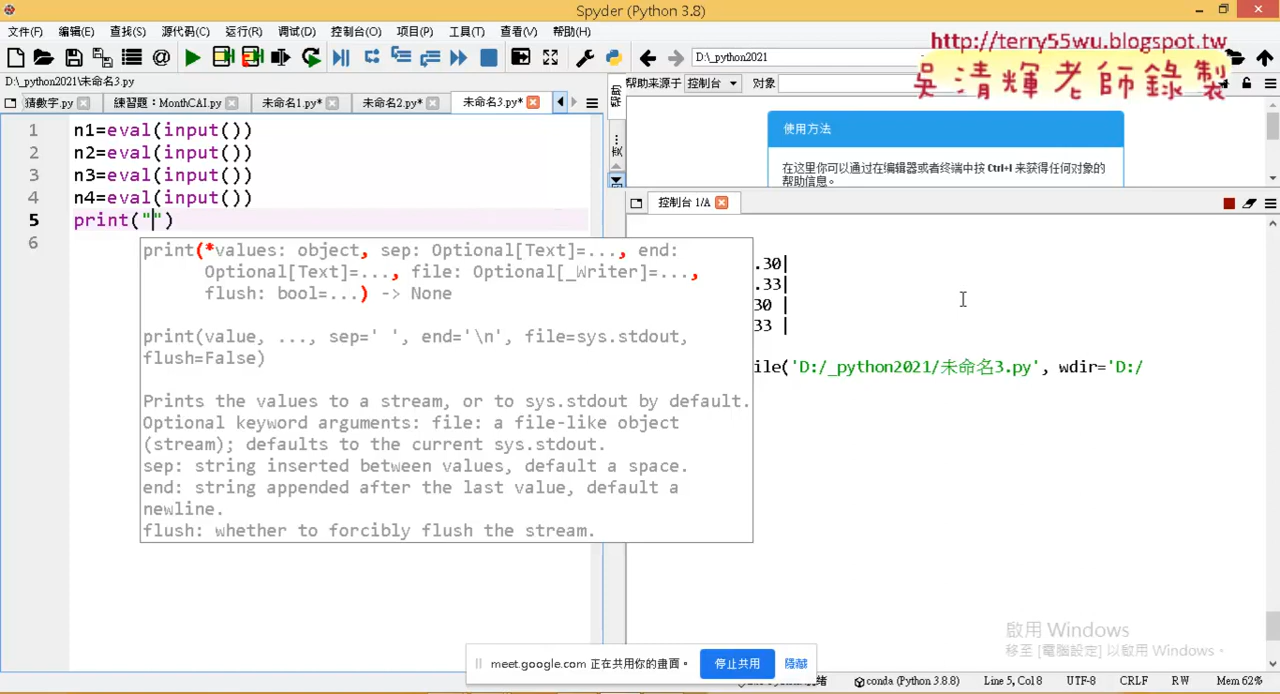 Spyder (Python 3.8)
文件(F) 编辑(E) 查找(S) 源代码(C) 运行(R) 调试(D) 控制台(O) 项目(P) 工具(T) 查看(V) 帮助(H)
D:\_python2021
http://terry55wu.blogspot.tw
吳清輝老師錄製
D:\_python2021\未命名3.py
帮助来源于 控制台 对象
數字.py 練習題：MonthCAl.py 未命名1.py* 未命名2.py* 未命名3.py*
使用方法
在这里你可以通过在编辑器或者终端中按 Ctrl+I 来获得任何对象的
帮助信息。
1 n1=eval(input())
2 n2=eval(input())
3 n3=eval(input())
4 n4=eval(input())
5 print("")
6
print(*values: object, sep: Optional[Text]=..., end:
Optional[Text]=..., file: Optional[_Writer]=...,
flush: bool=...) -> None
print(value, ..., sep=' ', end='\n', file=sys.stdout,
flush=False)
Prints the values to a stream, or to sys.stdout by default.
Optional keyword arguments: file: a file-like object
(stream); defaults to the current sys.stdout.
sep: string inserted between values, default a space.
end: string appended after the last value, default a
newline.
flush: whether to forcibly flush the stream.
控制台 1/A
.30|
.33|
30 |
33 |
ile('D:/_python2021/未命名3.py', wdir='D:/
啟用 Windows
移至 [電腦設定] 以啟用 Windows。
meet.google.com 正在共用你的畫面。 停止共用 隱藏
conda (Python 3.8.8) Line 5, Col 8 UTF-8 CRLF RW Mem 62%